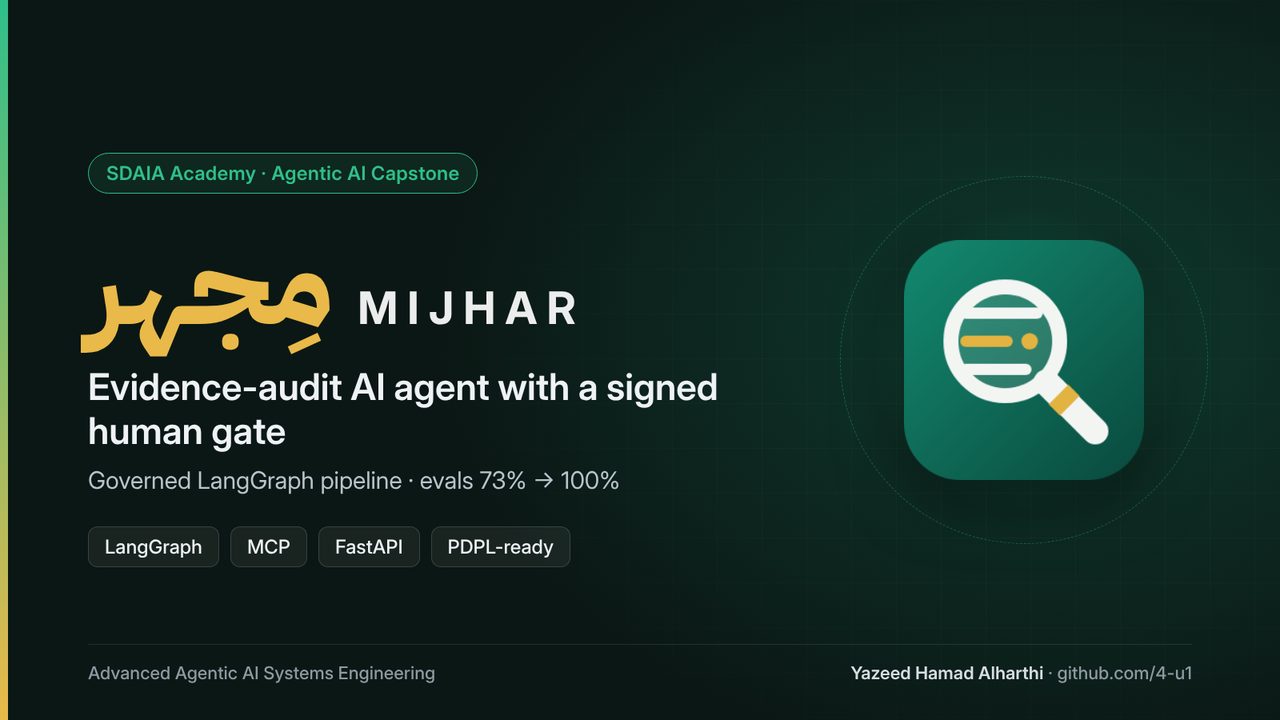 SDAIA Academy · Agentic AI Capstone
مِجهر MIJHAR
Evidence-audit AI agent with a signed
human gate
Governed LangGraph pipeline · evals 73% → 100%
LangGraph MCP FastAPI PDPL-ready
Advanced Agentic AI Systems Engineering
Yazeed Hamad Alharthi · github.com/4-u1